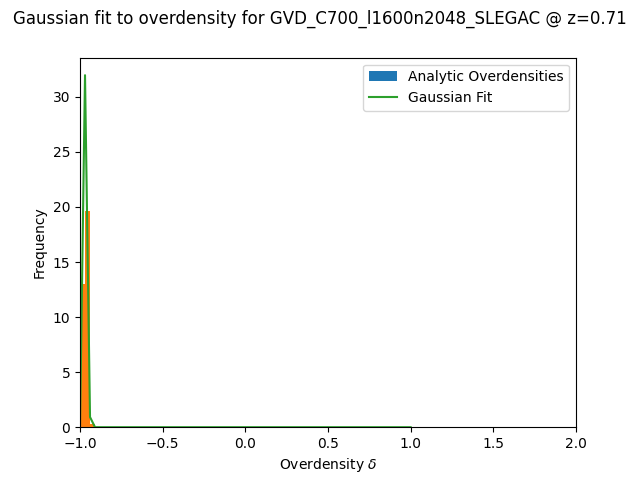 Gaussian fit to overdensity for GVD_C700_l1600n2048_SLEGAC @ z=0.71
Analytic Overdensities
Gaussian Fit
30
25
20
15
10
5
0
Frequency
−1.0 −0.5 0.0 0.5 1.0 1.5 2.0
Overdensity δ